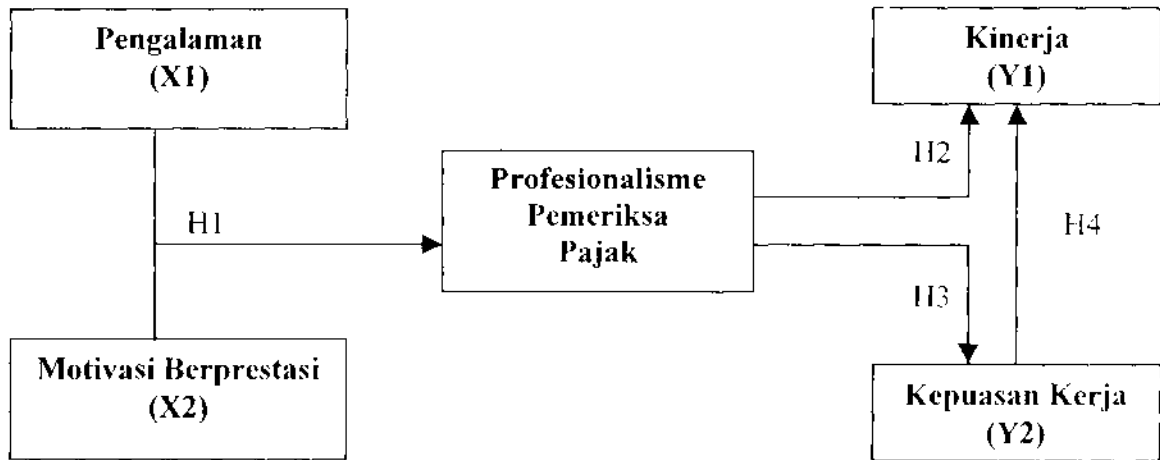 Pengalaman
(X1)
Kinerja
(Y1)
H2
Profesionalisme
Pemeriksa
Pajak
H1
H4
H3
Motivasi Berprestasi
(X2)
Kepuasan Kerja
(Y2)